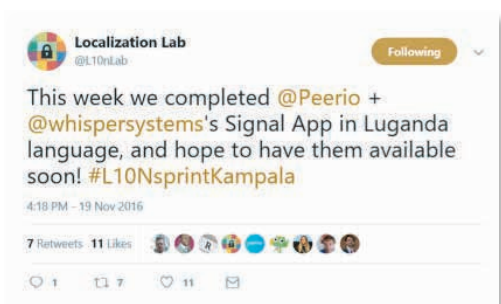 Localization Lab
@L10nLab
Following
This week we completed @Peerio +
@whispersystems's Signal App in Luganda
language, and hope to have them available
soon! #L10NsprintKampala
4:18 PM - 19 Nov 2016
7 Retweets 11 Likes
1 7 11